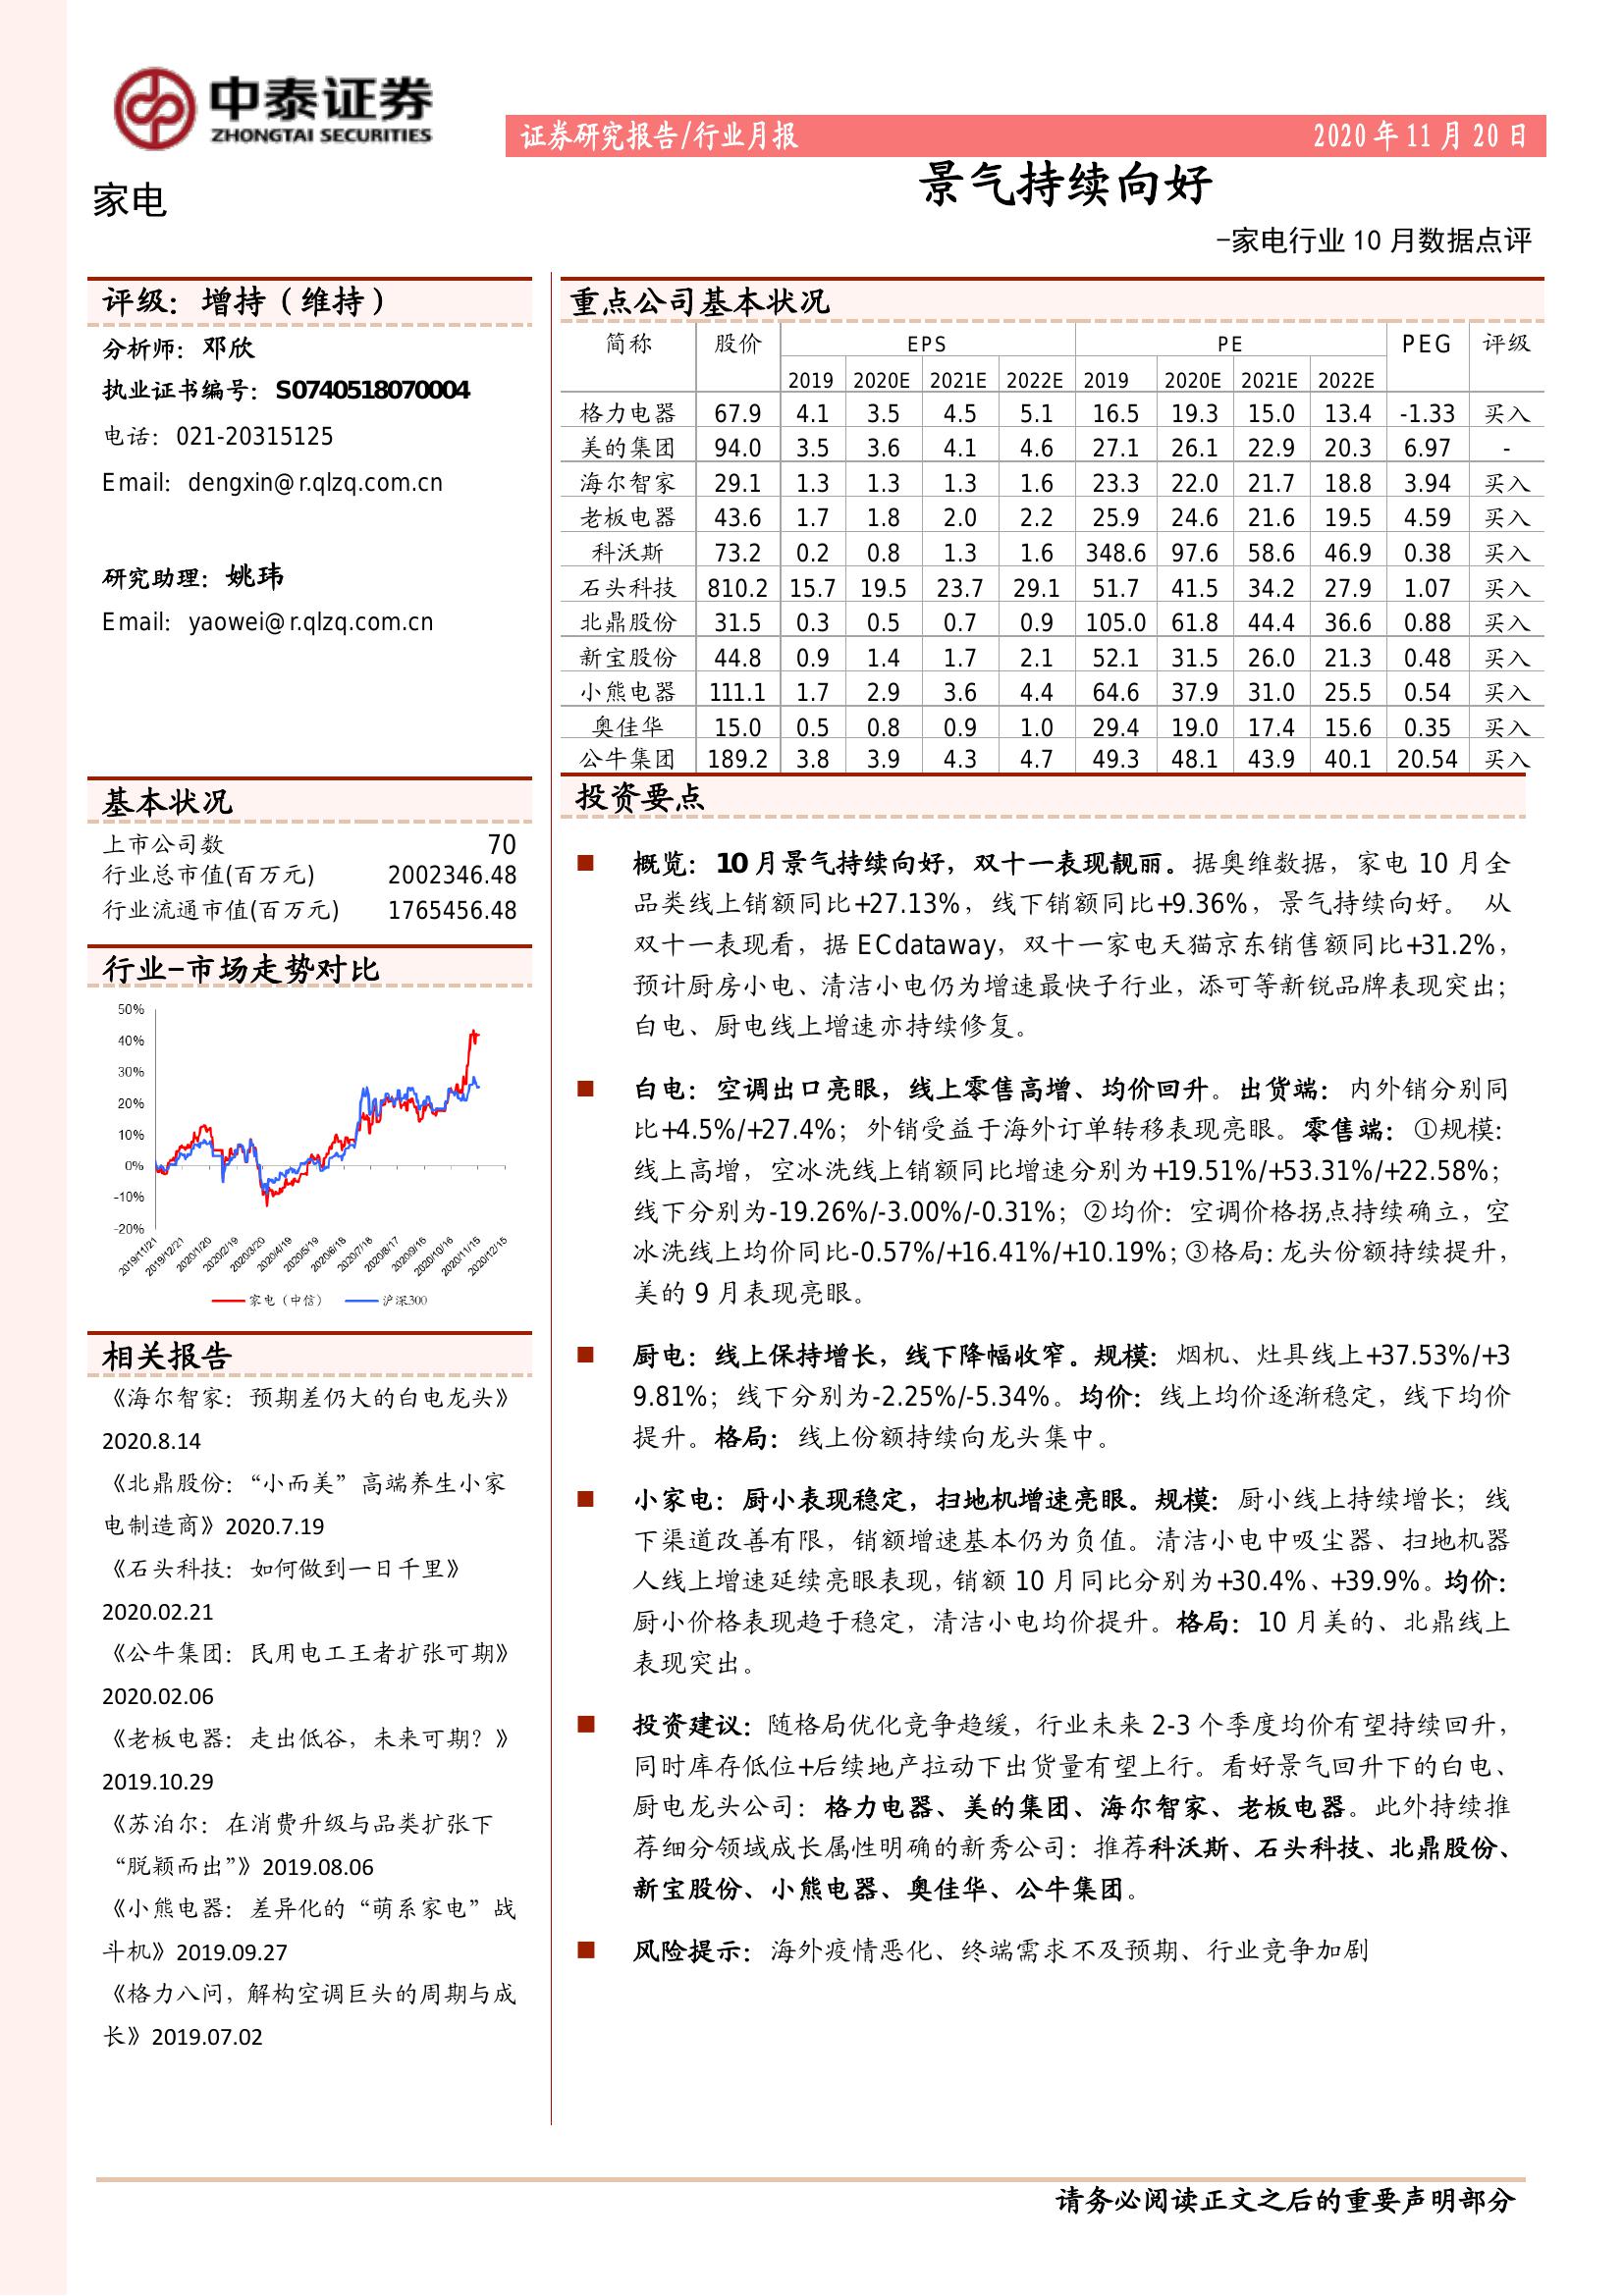 中泰证券
ZHONGTAI SECURITIES
证券研究报告/行业月报 2020 年 11 月 20 日
家电
景气持续向好
-家电行业 10 月数据点评
评级：增持（维持）
分析师：邓欣
执业证书编号：S0740518070004
电话：021-20315125
Email：dengxin@r.qlzq.com.cn
研究助理：姚玮
Email：yaowei@r.qlzq.com.cn
基本状况
上市公司数 70
行业总市值(百万元) 2002346.48
行业流通市值(百万元) 1765456.48
行业-市场走势对比
50%
40%
30%
20%
10%
0%
-10%
-20%
2019/11/21 2019/12/21 2020/1/20 2020/2/19 2020/3/20 2020/4/19 2020/5/19 2020/6/18 2020/7/18 2020/8/17 2020/9/16 2020/10/16 2020/11/15 2020/12/15
家电（中信） 沪深300
相关报告
《海尔智家：预期差仍大的白电龙头》
2020.8.14
《北鼎股份：“小而美”高端养生小家
电制造商》2020.7.19
《石头科技：如何做到一日千里》
2020.02.21
《公牛集团：民用电工王者扩张可期》
2020.02.06
《老板电器：走出低谷，未来可期？》
2019.10.29
《苏泊尔：在消费升级与品类扩张下
“脱颖而出”》2019.08.06
《小熊电器：差异化的“萌系家电”战
斗机》2019.09.27
《格力八问，解构空调巨头的周期与成
长》2019.07.02
重点公司基本状况
简称 股价 EPS PE PEG 评级
2019 2020E 2021E 2022E 2019 2020E 2021E 2022E
格力电器 67.9 4.1 3.5 4.5 5.1 16.5 19.3 15.0 13.4 -1.33 买入
美的集团 94.0 3.5 3.6 4.1 4.6 27.1 26.1 22.9 20.3 6.97 -
海尔智家 29.1 1.3 1.3 1.3 1.6 23.3 22.0 21.7 18.8 3.94 买入
老板电器 43.6 1.7 1.8 2.0 2.2 25.9 24.6 21.6 19.5 4.59 买入
科沃斯 73.2 0.2 0.8 1.3 1.6 348.6 97.6 58.6 46.9 0.38 买入
石头科技 810.2 15.7 19.5 23.7 29.1 51.7 41.5 34.2 27.9 1.07 买入
北鼎股份 31.5 0.3 0.5 0.7 0.9 105.0 61.8 44.4 36.6 0.88 买入
新宝股份 44.8 0.9 1.4 1.7 2.1 52.1 31.5 26.0 21.3 0.48 买入
小熊电器 111.1 1.7 2.9 3.6 4.4 64.6 37.9 31.0 25.5 0.54 买入
奥佳华 15.0 0.5 0.8 0.9 1.0 29.4 19.0 17.4 15.6 0.35 买入
公牛集团 189.2 3.8 3.9 4.3 4.7 49.3 48.1 43.9 40.1 20.54 买入
投资要点
概览：10 月景气持续向好，双十一表现靓丽。据奥维数据，家电 10 月全
品类线上销额同比+27.13%，线下销额同比+9.36%，景气持续向好。 从
双十一表现看，据 ECdataway，双十一家电天猫京东销售额同比+31.2%，
预计厨房小电、清洁小电仍为增速最快子行业，添可等新锐品牌表现突出；
白电、厨电线上增速亦持续修复。
白电：空调出口亮眼，线上零售高增、均价回升。出货端：内外销分别同
比+4.5%/+27.4%；外销受益于海外订单转移表现亮眼。零售端：①规模：
线上高增，空冰洗线上销额同比增速分别为+19.51%/+53.31%/+22.58%；
线下分别为-19.26%/-3.00%/-0.31%；②均价：空调价格拐点持续确立，空
冰洗线上均价同比-0.57%/+16.41%/+10.19%；③格局：龙头份额持续提升，
美的 9 月表现亮眼。
厨电：线上保持增长，线下降幅收窄。规模：烟机、灶具线上+37.53%/+3
9.81%；线下分别为-2.25%/-5.34%。均价：线上均价逐渐稳定，线下均价
提升。格局：线上份额持续向龙头集中。
小家电：厨小表现稳定，扫地机增速亮眼。规模：厨小线上持续增长；线
下渠道改善有限，销额增速基本仍为负值。清洁小电中吸尘器、扫地机器
人线上增速延续亮眼表现，销额 10 月同比分别为+30.4%、+39.9%。均价：
厨小价格表现趋于稳定，清洁小电均价提升。格局：10 月美的、北鼎线上
表现突出。
投资建议：随格局优化竞争趋缓，行业未来 2-3 个季度均价有望持续回升，
同时库存低位+后续地产拉动下出货量有望上行。看好景气回升下的白电、
厨电龙头公司：格力电器、美的集团、海尔智家、老板电器。此外持续推
荐细分领域成长属性明确的新秀公司：推荐科沃斯、石头科技、北鼎股份、
新宝股份、小熊电器、奥佳华、公牛集团。
风险提示：海外疫情恶化、终端需求不及预期、行业竞争加剧
请务必阅读正文之后的重要声明部分